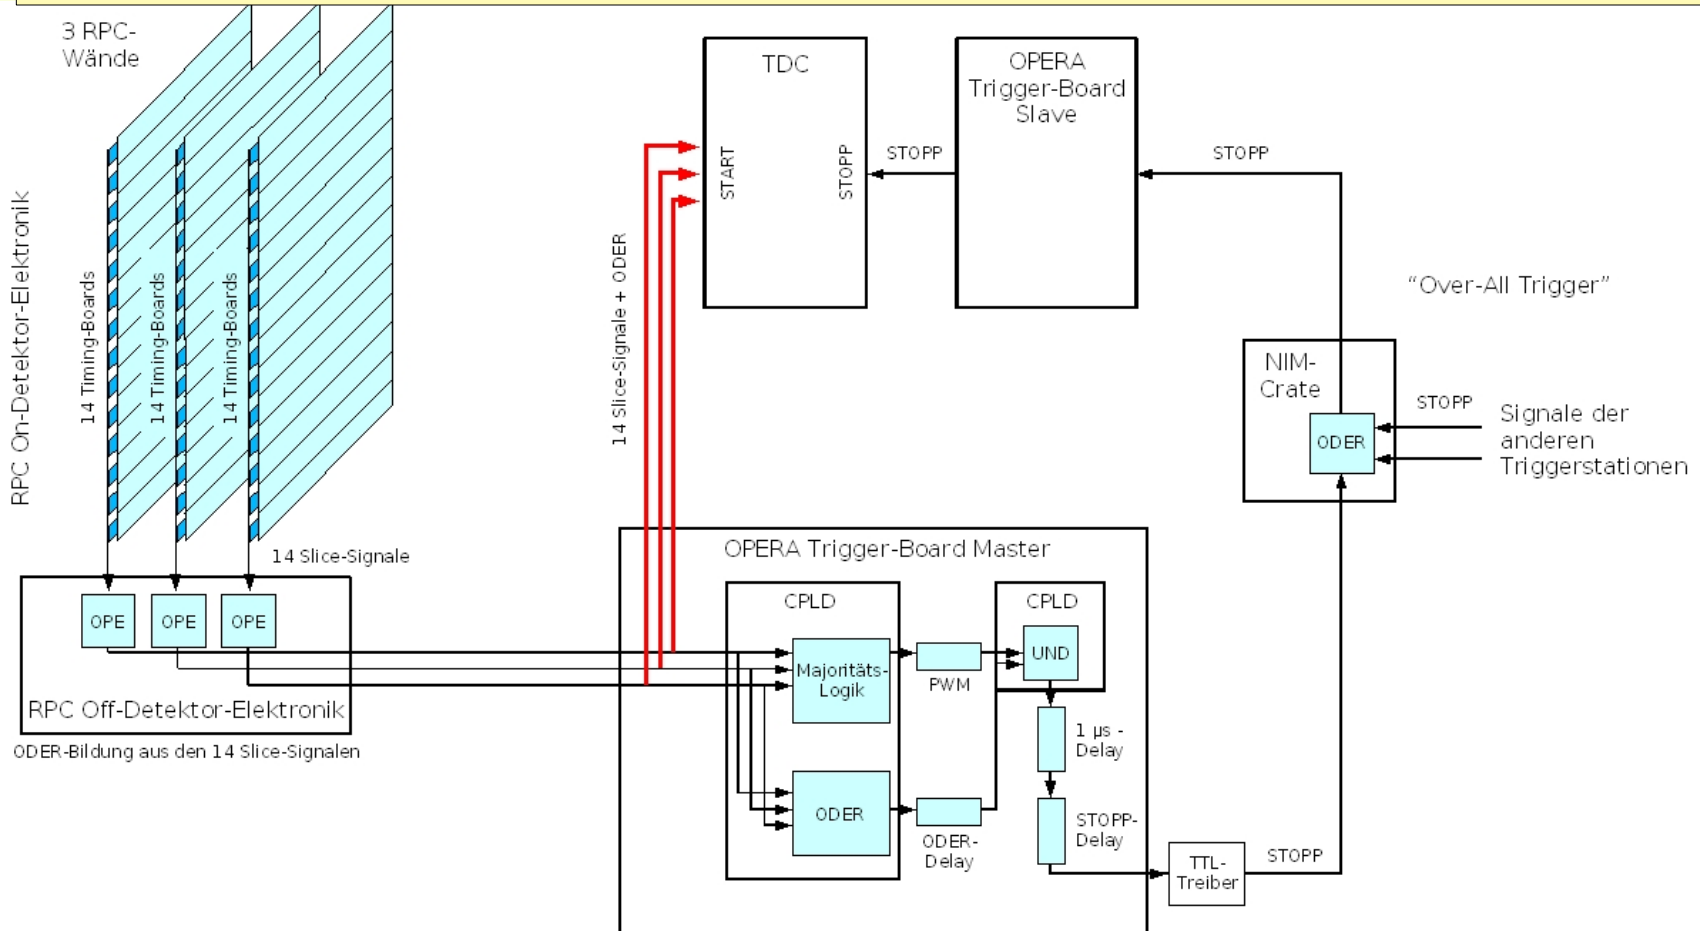 3 RPC-
Wände
RPC On-Detektor-Elektronik
14 Timing-Boards
14 Timing-Boards
14 Timing-Boards
14 Slice-Signale
OPE
OPE
OPE
RPC Off-Detektor-Elektronik
ODER-Bildung aus den 14 Slice-Signalen
14 Slice-Signale + ODER
TDC
START
STOPP
STOPP
OPERA
Trigger-Board
Slave
STOPP
“Over-All Trigger”
NIM-
Crate
ODER
STOPP
Signale der
anderen
Triggerstationen
OPERA Trigger-Board Master
CPLD
Majoritäts-
Logik
ODER
PWM
ODER-
Delay
CPLD
UND
1 µs -
Delay
STOPP-
Delay
TTL-
Treiber
STOPP